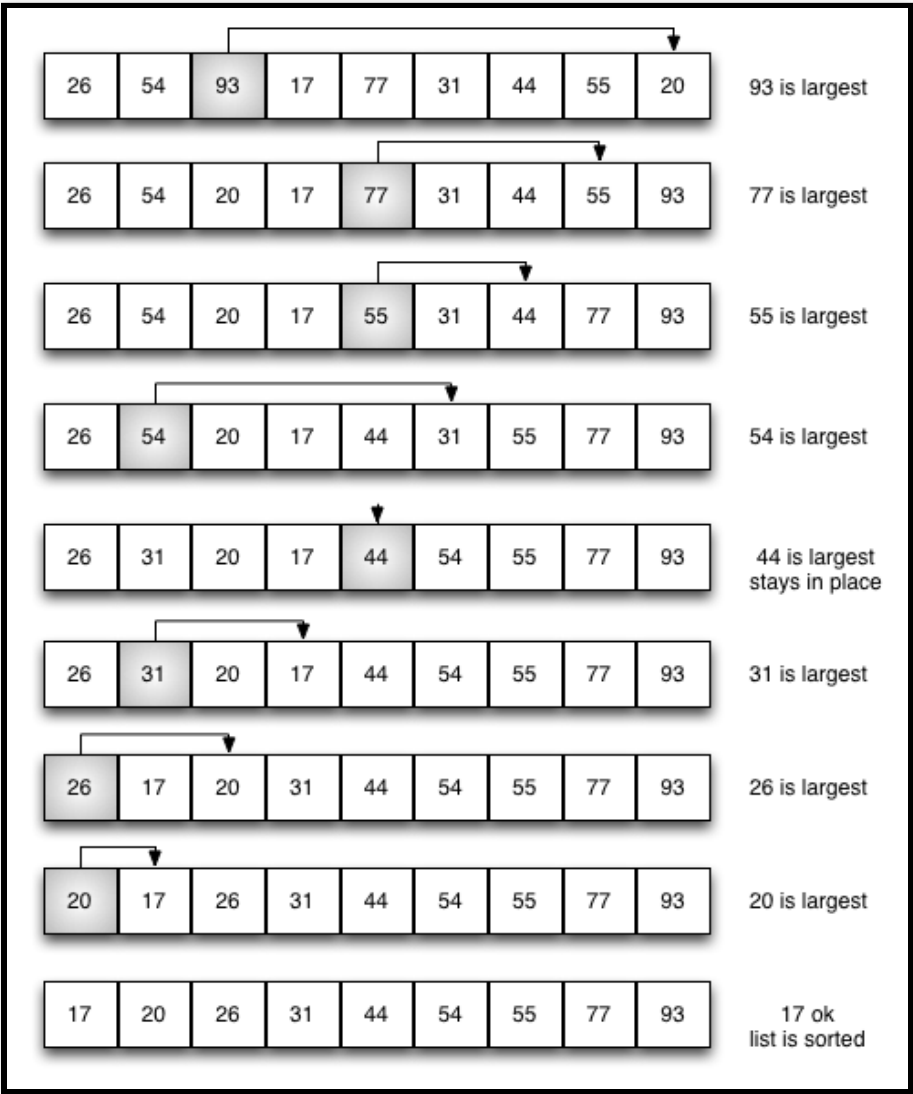 26 54 93 17 77 31 44 55 20 93 is largest
26 54 20 17 77 31 44 55 93 77 is largest
26 54 20 17 55 31 44 77 93 55 is largest
26 54 20 17 44 31 55 77 93 54 is largest
26 31 20 17 44 54 55 77 93 44 is largest
stays in place
26 31 20 17 44 54 55 77 93 31 is largest
26 17 20 31 44 54 55 77 93 26 is largest
20 17 26 31 44 54 55 77 93 20 is largest
17 20 26 31 44 54 55 77 93 17 ok
list is sorted